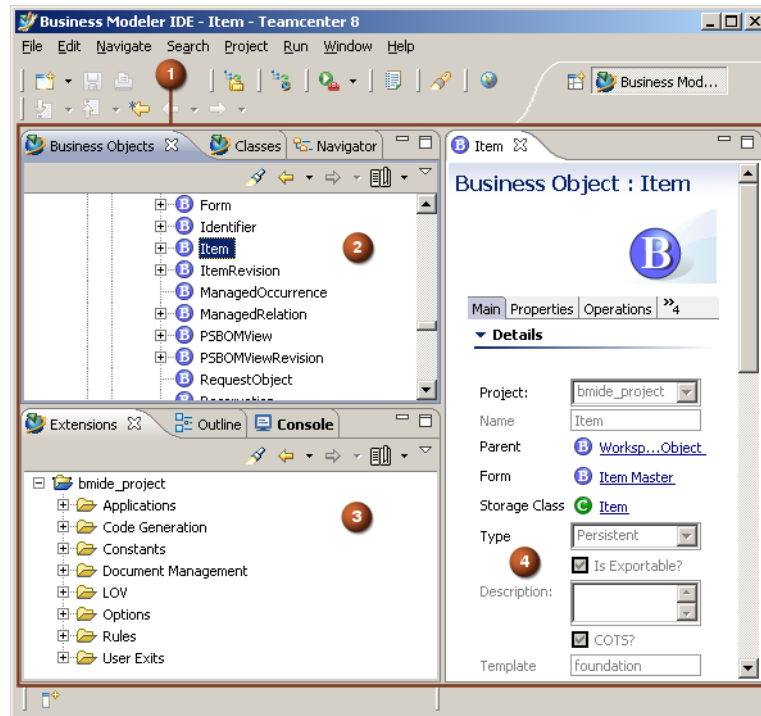 Business Modeler IDE - Item - Teamcenter 8
File Edit Navigate Search Project Run Window Help
1
Business Mod...
Business Objects Classes Navigator
Form
Identifier
Item
2
ItemRevision
ManagedOccurrence
ManagedRelation
PSBOMView
PSBOMViewRevision
RequestObject
Extensions Outline Console
bmide_project
Applications
Code Generation
3
Constants
Document Management
LOV
Options
Rules
User Exits
Item
Business Object : Item
B
Main Properties Operations »4
Details
Project: bmide_project
Name Item
Parent B Worksp...Object
Form B Item Master
Storage Class C Item
Type Persistent
4
Is Exportable?
Description:
COTS?
Template foundation